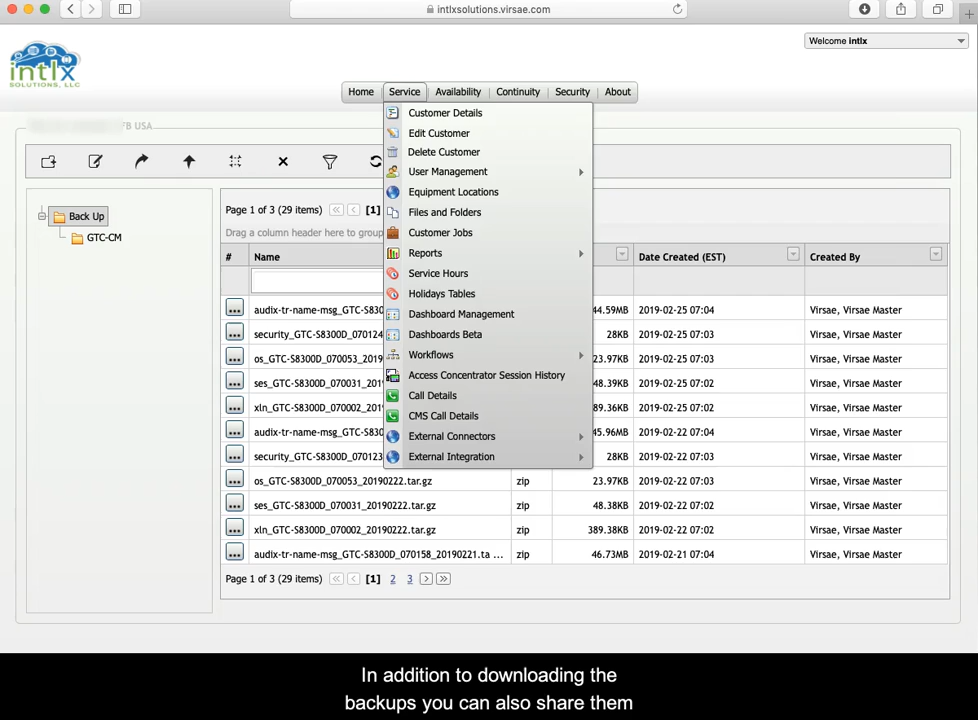 intlxsolutions.virsae.com
Welcome intlx
intlx
SOLUTIONS, LLC
Home Service Availability Continuity Security About
FB USA
Customer Details
Edit Customer
Delete Customer
User Management
Equipment Locations
Files and Folders
Customer Jobs
Reports
Service Hours
Holidays Tables
Dashboard Management
Dashboards Beta
Workflows
Access Concentrator Session History
Call Details
CMS Call Details
External Connectors
External Integration
Back Up
GTC-CM
Page 1 of 3 (29 items) [1]
Drag a column header here to group
# Name Date Created (EST) Created By
audix-tr-name-msg_GTC-S830 44.59MB 2019-02-25 07:04 Virsae, Virsae Master
security_GTC-S8300D_070124 28KB 2019-02-25 07:03 Virsae, Virsae Master
os_GTC-S8300D_070053_2019 23.97KB 2019-02-25 07:03 Virsae, Virsae Master
ses_GTC-S8300D_070031_201 48.39KB 2019-02-25 07:02 Virsae, Virsae Master
xln_GTC-S8300D_070002_201 89.36KB 2019-02-25 07:02 Virsae, Virsae Master
audix-tr-name-msg_GTC-S830 45.96MB 2019-02-22 07:04 Virsae, Virsae Master
security_GTC-S8300D_070123 28KB 2019-02-22 07:03 Virsae, Virsae Master
os_GTC-S8300D_070053_20190222.tar.gz zip 23.97KB 2019-02-22 07:03 Virsae, Virsae Master
ses_GTC-S8300D_070031_20190222.tar.gz zip 48.38KB 2019-02-22 07:02 Virsae, Virsae Master
xln_GTC-S8300D_070002_20190222.tar.gz zip 389.38KB 2019-02-22 07:02 Virsae, Virsae Master
audix-tr-name-msg_GTC-S8300D_070158_20190221.ta ... zip 46.73MB 2019-02-21 07:04 Virsae, Virsae Master
Page 1 of 3 (29 items) [1] 2 3
In addition to downloading the
backups you can also share them